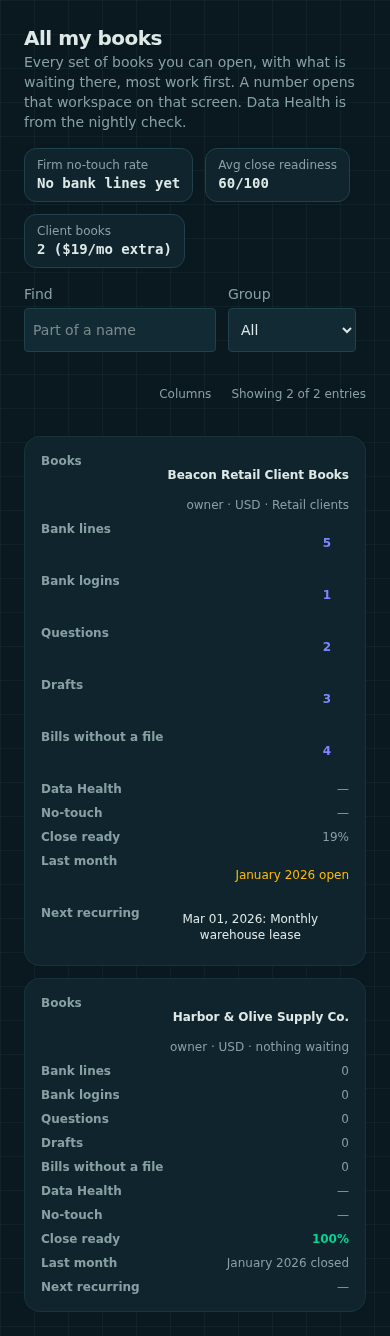 All my books
Every set of books you can open, with what is
waiting there, most work first. A number opens
that workspace on that screen. Data Health is
from the nightly check.
Firm no-touch rate
No bank lines yet
Avg close readiness
60/100
Client books
2 ($19/mo extra)
Find
Group
Part of a name
All
Columns
Showing 2 of 2 entries
Books
Beacon Retail Client Books
owner · USD · Retail clients
Bank lines
5
Bank logins
1
Questions
2
Drafts
3
Bills without a file
4
Data Health
—
No-touch
—
Close ready
19%
Last month
January 2026 open
Next recurring
Mar 01, 2026: Monthly
warehouse lease
Books
Harbor & Olive Supply Co.
owner · USD · nothing waiting
Bank lines
0
Bank logins
0
Questions
0
Drafts
0
Bills without a file
0
Data Health
—
No-touch
—
Close ready
100%
Last month
January 2026 closed
Next recurring
—